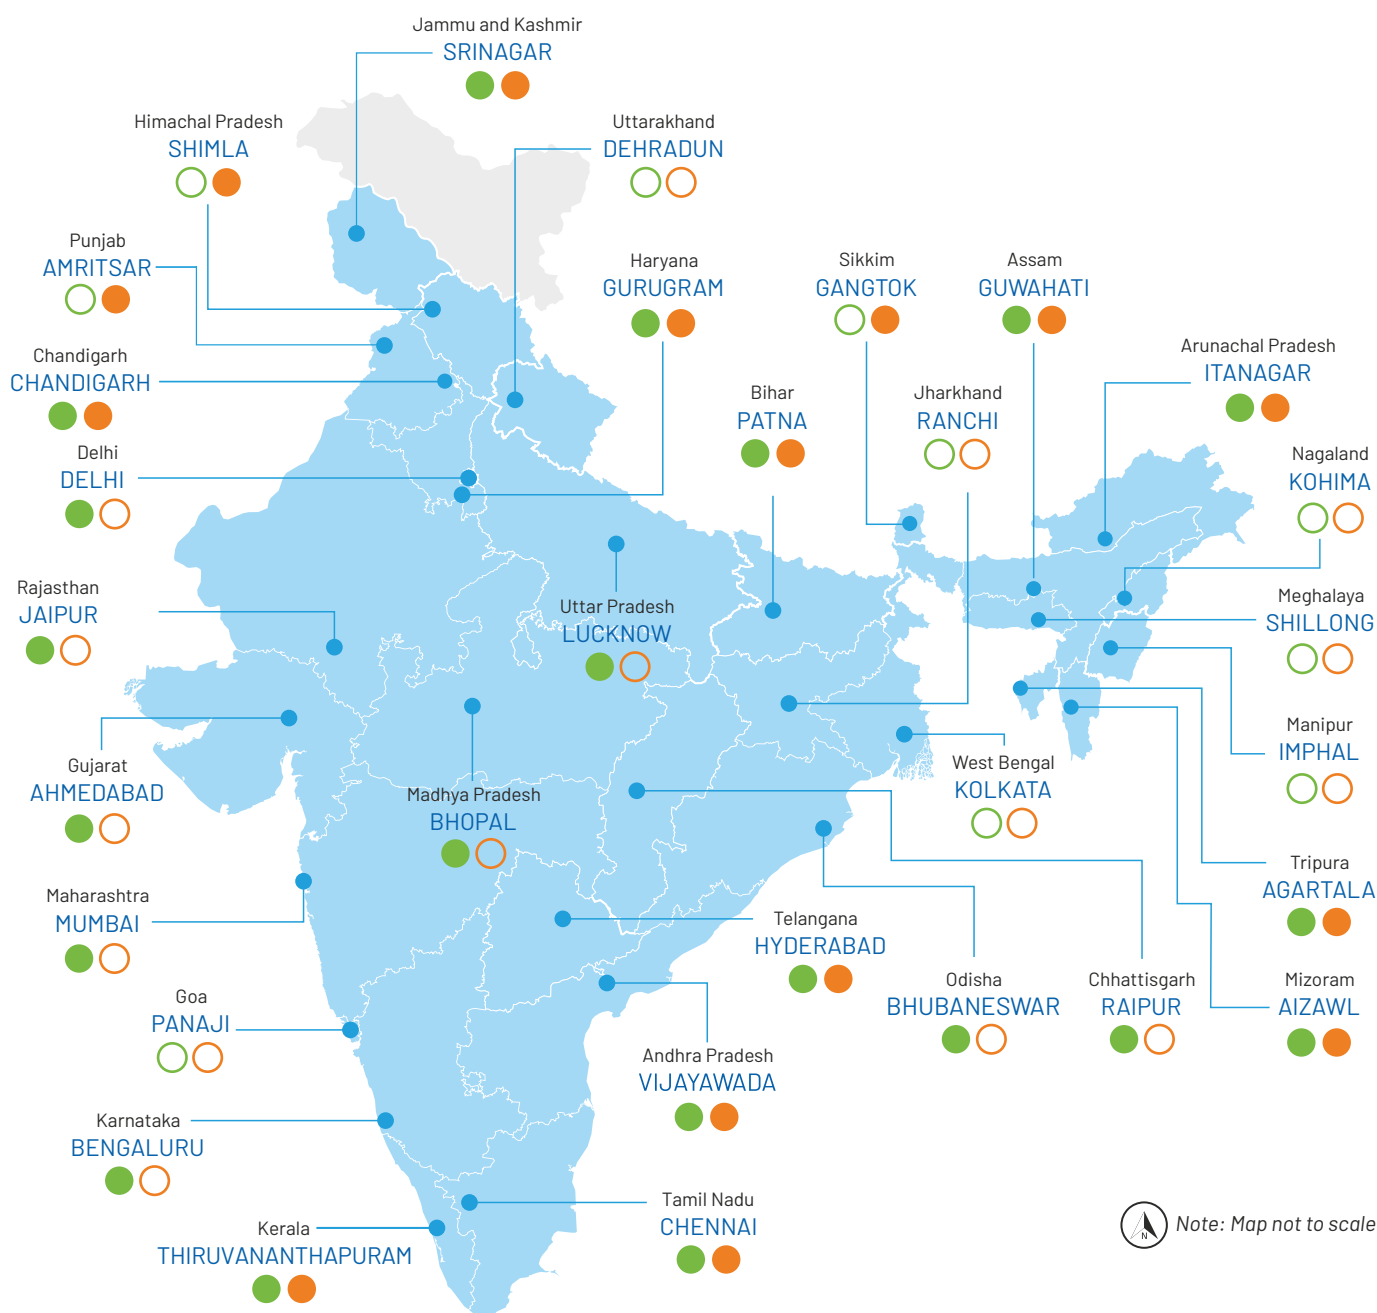 Jammu and Kashmir
SRINAGAR
Himachal Pradesh
SHIMLA
Uttarakhand
DEHRADUN
Punjab
AMRITSAR
Haryana
GURUGRAM
Sikkim
GANGTOK
Assam
GUWAHATI
Chandigarh
CHANDIGARH
Arunachal Pradesh
ITANAGAR
Bihar
PATNA
Jharkhand
RANCHI
Delhi
DELHI
Nagaland
KOHIMA
Rajasthan
JAIPUR
Uttar Pradesh
LUCKNOW
Meghalaya
SHILLONG
Manipur
IMPHAL
Gujarat
AHMEDABAD
Madhya Pradesh
BHOPAL
West Bengal
KOLKATA
Tripura
AGARTALA
Maharashtra
MUMBAI
Telangana
HYDERABAD
Odisha
BHUBANESWAR
Chhattisgarh
RAIPUR
Mizoram
AIZAWL
Goa
PANAJI
Andhra Pradesh
VIJAYAWADA
Karnataka
BENGALURU
Tamil Nadu
CHENNAI
Kerala
THIRUVANANTHAPURAM
N
Note: Map not to scale